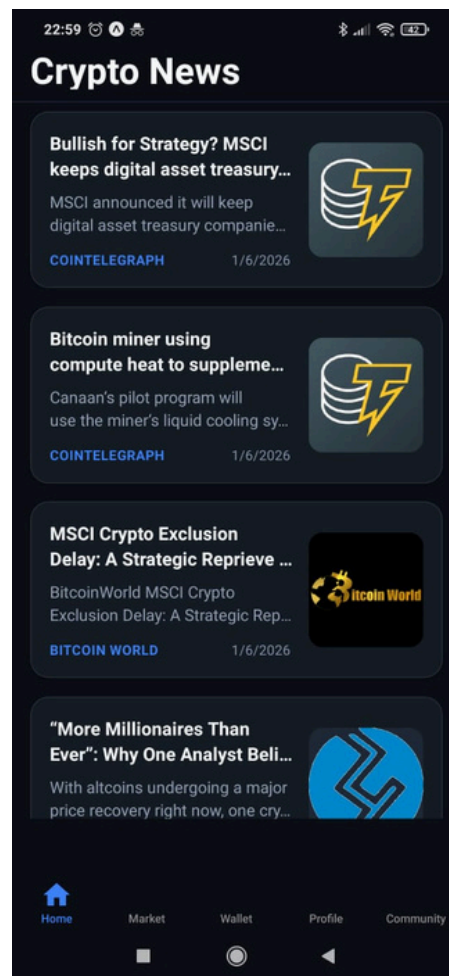 22:59
42
Crypto News
Bullish for Strategy? MSCI
keeps digital asset treasury...
MSCI announced it will keep
digital asset treasury companie...
COINTELEGRAPH 1/6/2026
Bitcoin miner using
compute heat to suppleme...
Canaan's pilot program will
use the miner's liquid cooling sy...
COINTELEGRAPH 1/6/2026
MSCI Crypto Exclusion
Delay: A Strategic Reprieve ...
BitcoinWorld MSCI Crypto
Exclusion Delay: A Strategic Rep...
BITCOIN WORLD 1/6/2026
Bitcoin World
“More Millionaires Than
Ever”: Why One Analyst Beli...
With altcoins undergoing a major
price recovery right now, one cry...
Home Market Wallet Profile Community